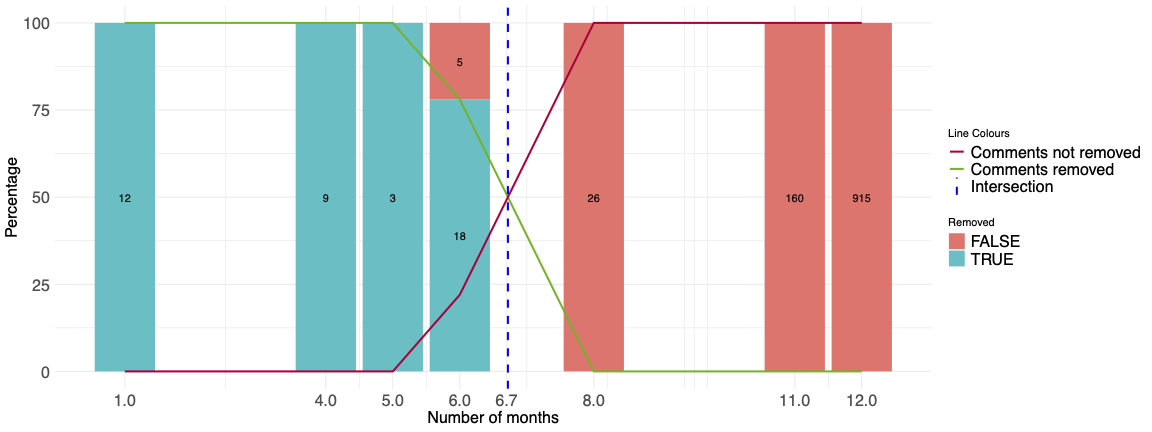 100
75
50
25
0
Percentage
12
9
3
5
18
26
160
915
1.0
4.0
5.0
6.0
6.7
8.0
11.0
12.0
Number of months
Line Colours
Comments not removed
Comments removed
Intersection
Removed
FALSE
TRUE